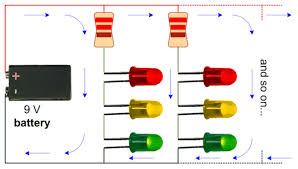 +
-
9 V
battery
and so on...